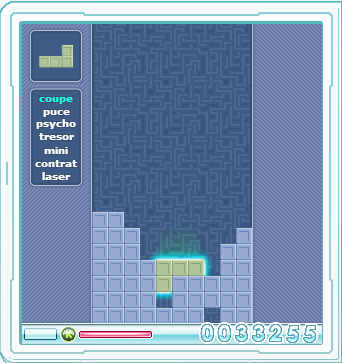 coupe
puce
psycho
tresor
mini
contrat
laser
0033255